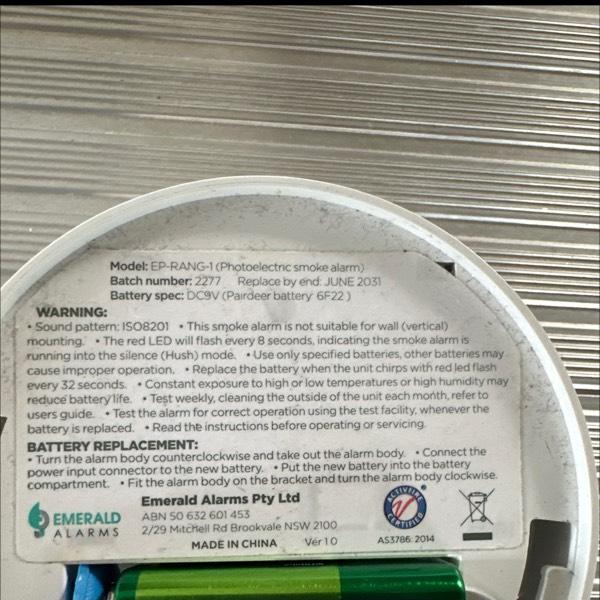 Model: EP-RANG-1 (Photoelectric smoke alarm)
Batch number: 2277 Replace by end: JUNE 2031
Battery spec: DC9V (Pairdeer battery 6F22 )
WARNING:
• Sound pattern: ISO8201 • This smoke alarm is not suitable for wall (vertical)
mounting. • The red LED will flash every 8 seconds, indicating the smoke alarm is
running into the silence (Hush) mode. • Use only specified batteries, other batteries may
cause improper operation. • Replace the battery when the unit chirps with red led flash
every 32 seconds. • Constant exposure to high or low temperatures or high humidity may
reduce battery life. • Test weekly, cleaning the outside of the unit each month, refer to
users guide. • Test the alarm for correct operation using the test facility, whenever the
battery is replaced. • Read the instructions before operating or servicing.
BATTERY REPLACEMENT:
• Turn the alarm body counterclockwise and take out the alarm body. • Connect the
power input connector to the new battery. • Put the new battery into the battery
compartment. • Fit the alarm body on the bracket and turn the alarm body clockwise.
EMERALD
ALARMS
Emerald Alarms Pty Ltd
ABN 50 632 601 453
2/29 Mitchell Rd Brookvale NSW 2100
MADE IN CHINA Ver 1 0
ACTIVFIRE
CERTIFIED
AS3786: 2014